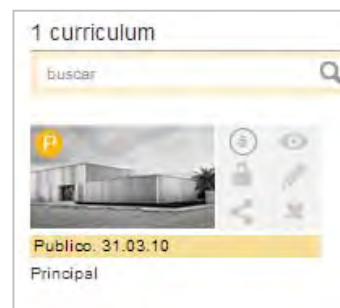 1 curriculum
buscar
P
Publico. 31.03.10
Principal